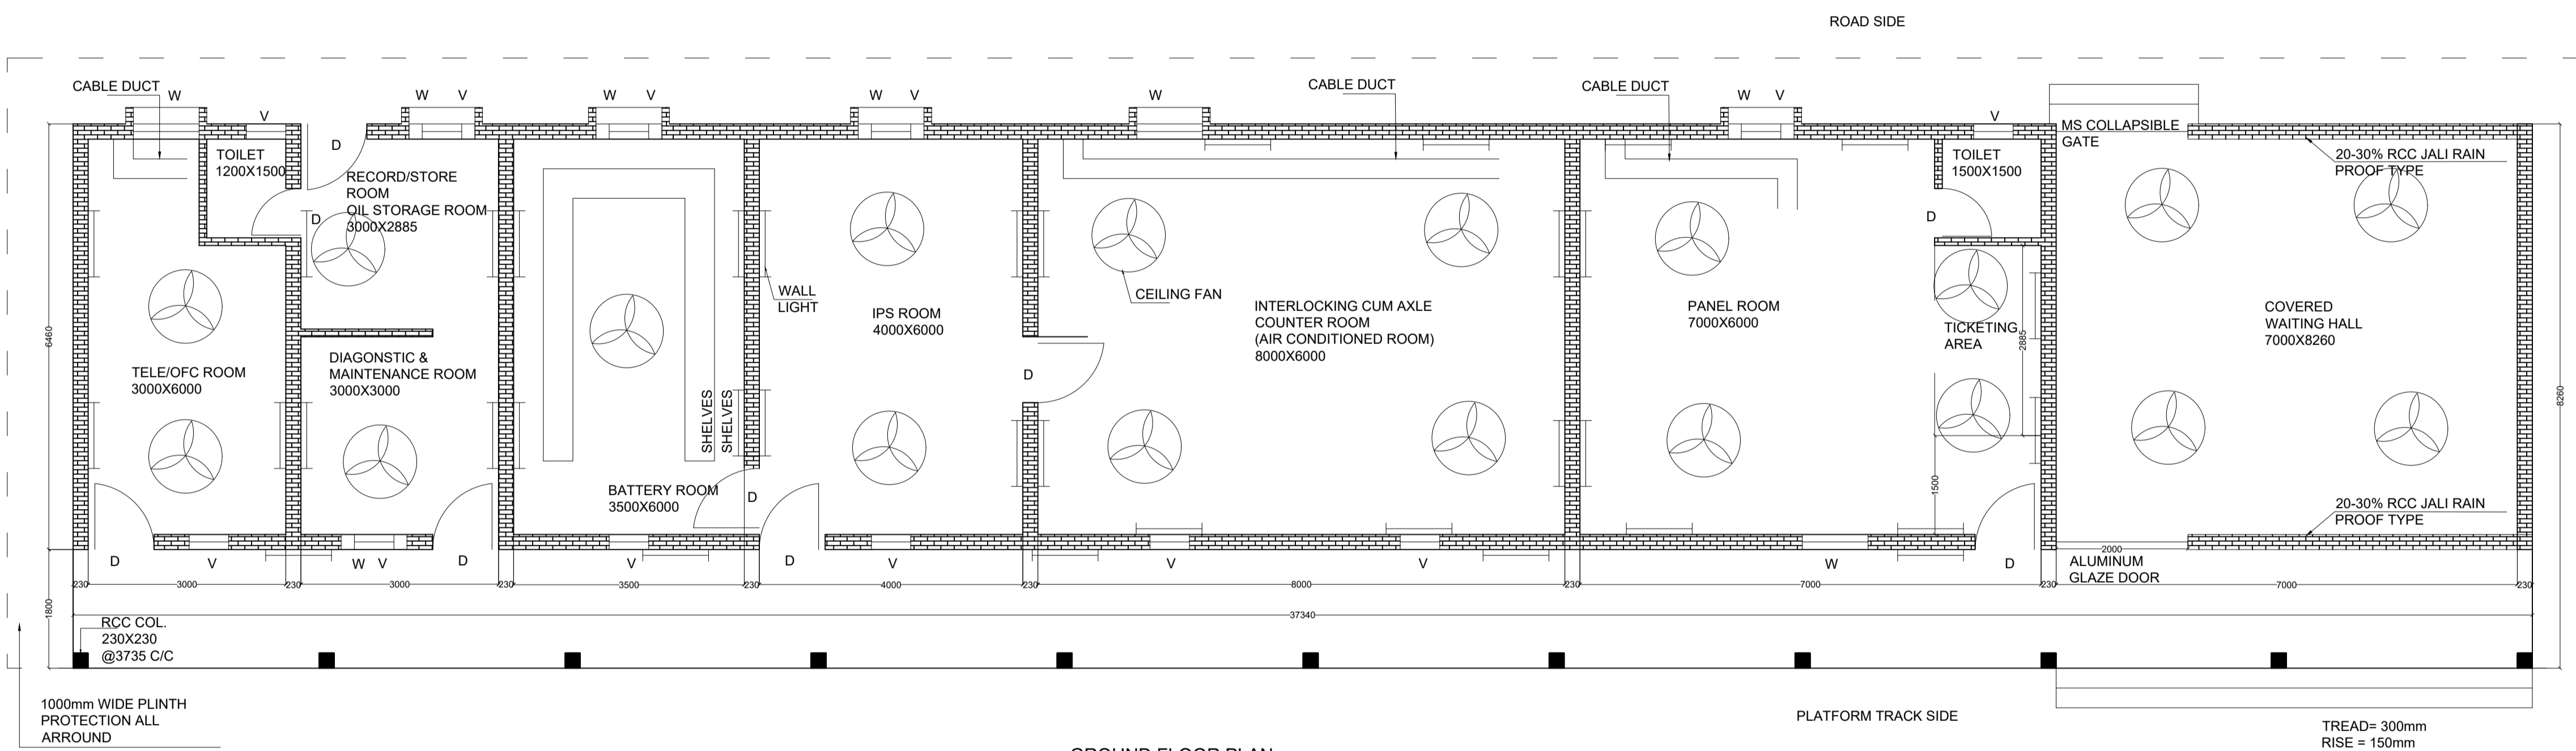 ROAD SIDE
CABLE DUCT
W
V
W
V
W
V
W
V
W
CABLE DUCT
CABLE DUCT
W
V
V
MS COLLAPSIBLE
GATE
20-30% RCC JALI RAIN
PROOF TYPE
TOILET
1200X1500
D
D
RECORD/STORE
ROOM
OIL STORAGE ROOM
3000X2885
TOILET
1500X1500
D
WALL
LIGHT
CEILING FAN
IPS ROOM
4000X6000
INTERLOCKING CUM AXLE
COUNTER ROOM
(AIR CONDITIONED ROOM)
8000X6000
PANEL ROOM
7000X6000
TICKETING
AREA
2885
COVERED
WAITING HALL
7000X8260
6460
8260
TELE/OFC ROOM
3000X6000
DIAGONSTIC &
MAINTENANCE ROOM
3000X3000
SHELVES
SHELVES
D
BATTERY ROOM
3500X6000
D
1500
20-30% RCC JALI RAIN
PROOF TYPE
D
V
W
V
D
V
D
V
V
V
W
D
2000
ALUMINUM
GLAZE DOOR
230
3000
230
3000
230
3500
230
4000
230
8000
230
7000
230
7000
230
1800
37340
RCC COL.
230X230
@3735 C/C
1000mm WIDE PLINTH
PROTECTION ALL
ARROUND
PLATFORM TRACK SIDE
TREAD= 300mm
RISE = 150mm
GROUND FLOOR PLAN